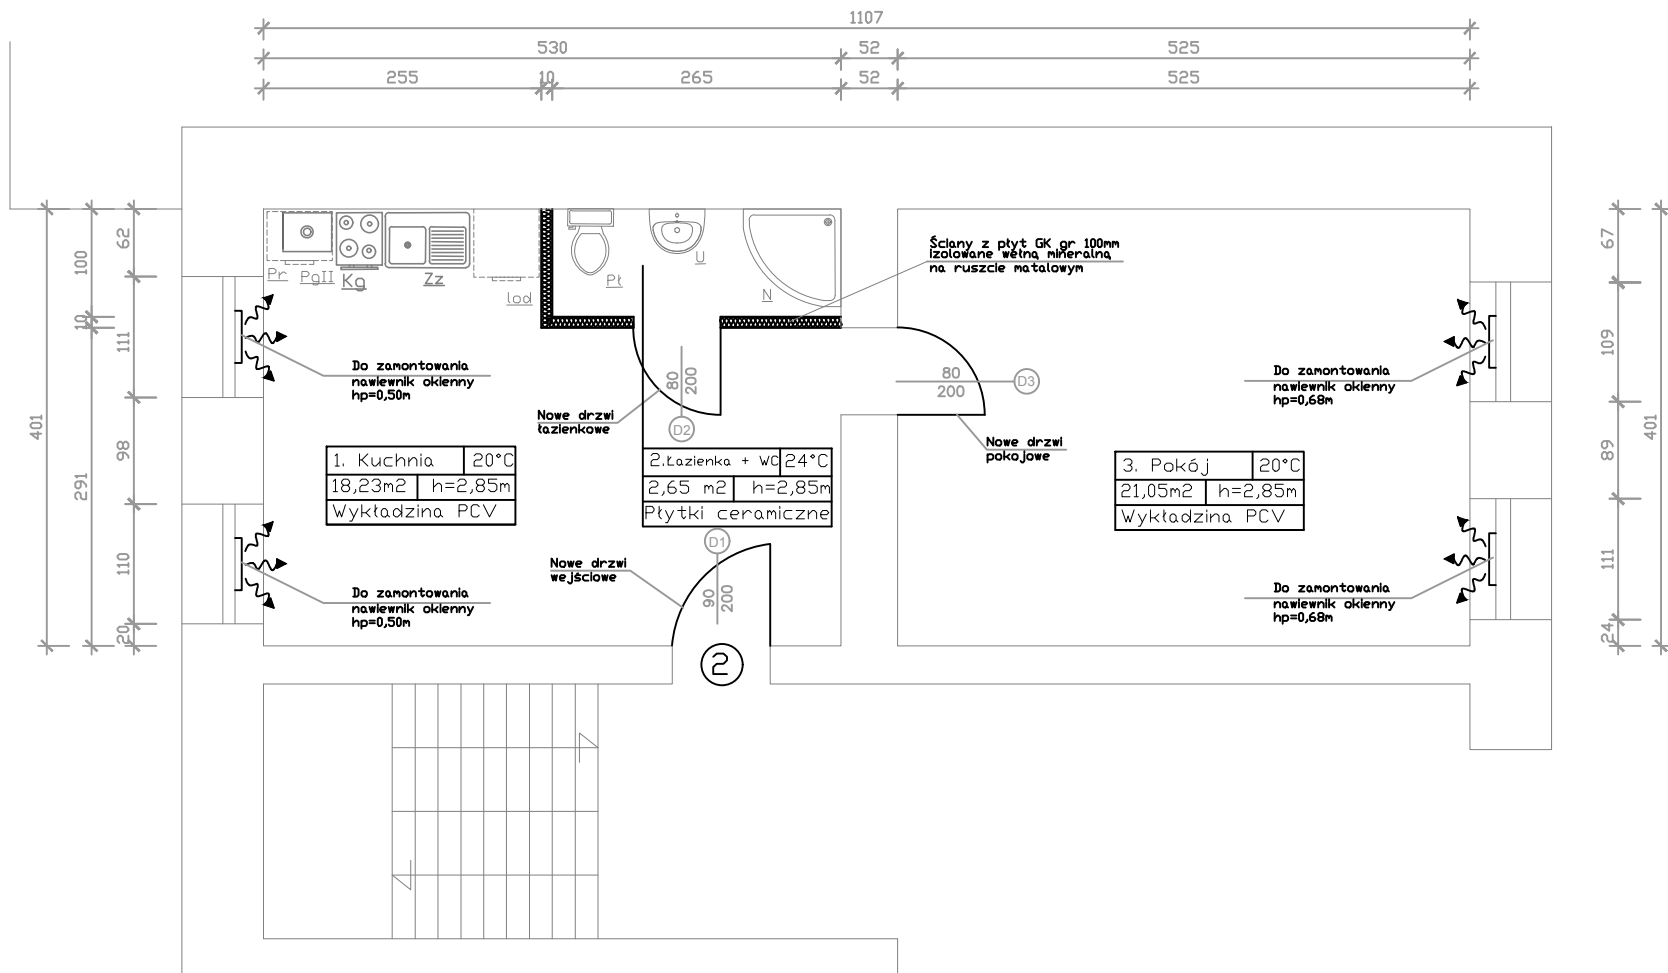 1107
530
52
525
255
10
265
52
525
62
100
10
111
401
98
291
110
20
67
109
401
89
111
24
Pr
PgII
Kg
Zz
lod
Pł
U
N
Ściany z płyt GK gr 100mm
Izolowane wełną mineralną
na ruszcie matalowym
Do zamontowania
nawiewnik okienny
hp=0,50m
Nowe drzwi
łazienkowe
80
200
D2
80
200
D3
Nowe drzwi
pokojowe
Do zamontowania
nawiewnik okienny
hp=0,68m
1. Kuchnia 20°C
18,23m2 h=2,85m
Wykładzina PCV
2.Łazienka + WC 24°C
2,65 m2 h=2,85m
Płytki ceramiczne
3. Pokój 20°C
21,05m2 h=2,85m
Wykładzina PCV
Do zamontowania
nawiewnik okienny
hp=0,50m
Nowe drzwi
wejściowe
D1
90
200
2
Do zamontowania
nawiewnik okienny
hp=0,68m